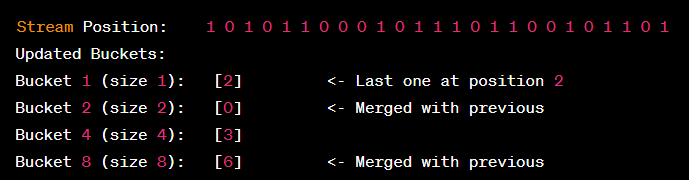 Stream Position: 1 0 1 0 1 1 0 0 0 1 0 1 1 1 0 1 1 0 0 1 0 1 1 0 1
Updated Buckets:
Bucket 1 (size 1): [2] <- Last one at position 2
Bucket 2 (size 2): [0] <- Merged with previous
Bucket 4 (size 4): [3]
Bucket 8 (size 8): [6] <- Merged with previous